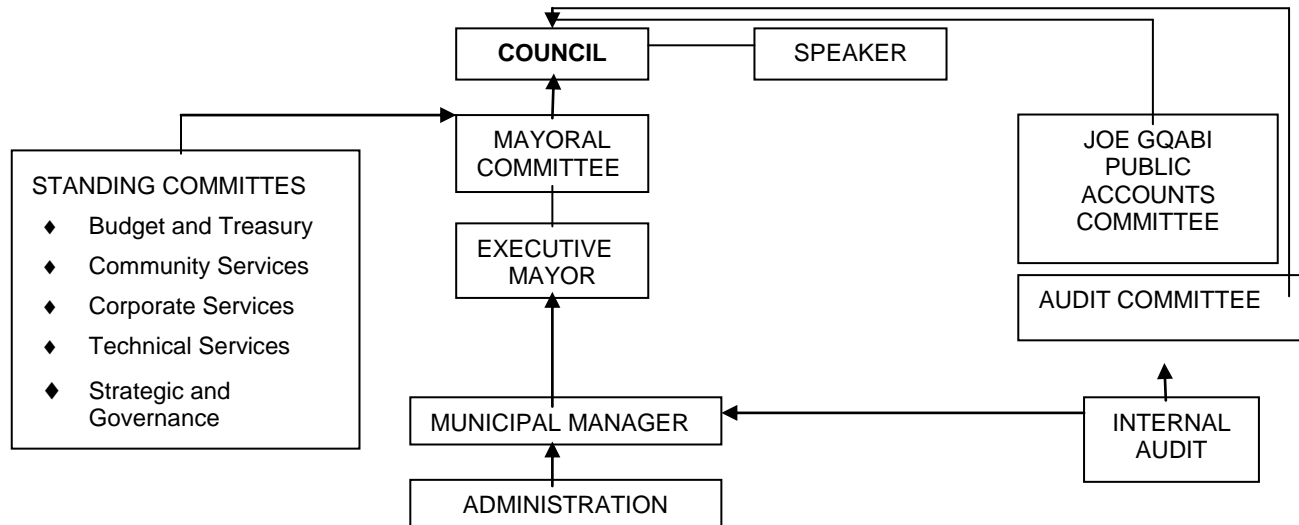 COUNCIL
SPEAKER
MAYORAL
COMMITTEE
JOE GQABI
PUBLIC
ACCOUNTS
COMMITTEE
STANDING COMMITTES
♦ Budget and Treasury
♦ Community Services
♦ Corporate Services
♦ Technical Services
♦ Strategic and
Governance
EXECUTIVE
MAYOR
AUDIT COMMITTEE
MUNICIPAL MANAGER
INTERNAL
AUDIT
ADMINISTRATION